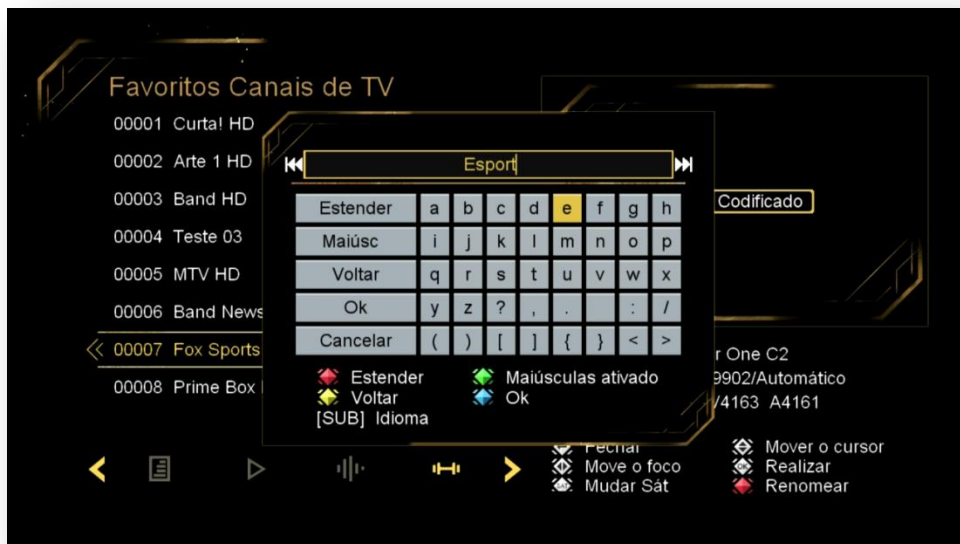 Favoritos Canais de TV
00001 Curta! HD
00002 Arte 1 HD
00003 Band HD
00004 Teste 03
00005 MTV HD
00006 Band News
00007 Fox Sports
00008 Prime Box
Esport
Estender a b c d e f g h
Maiúsc i j k l m n o p
Voltar q r s t u v w x
Ok y z ? , . : /
Cancelar ( ) [ ] { } < >
Estender Maiúsculas ativado
Voltar Ok
[SUB] Idioma
Codificado
r One C2
9902/Automático
/4163 A4161
Fechar Mover o cursor
Move o foco Realizar
Mudar Sát Renomear